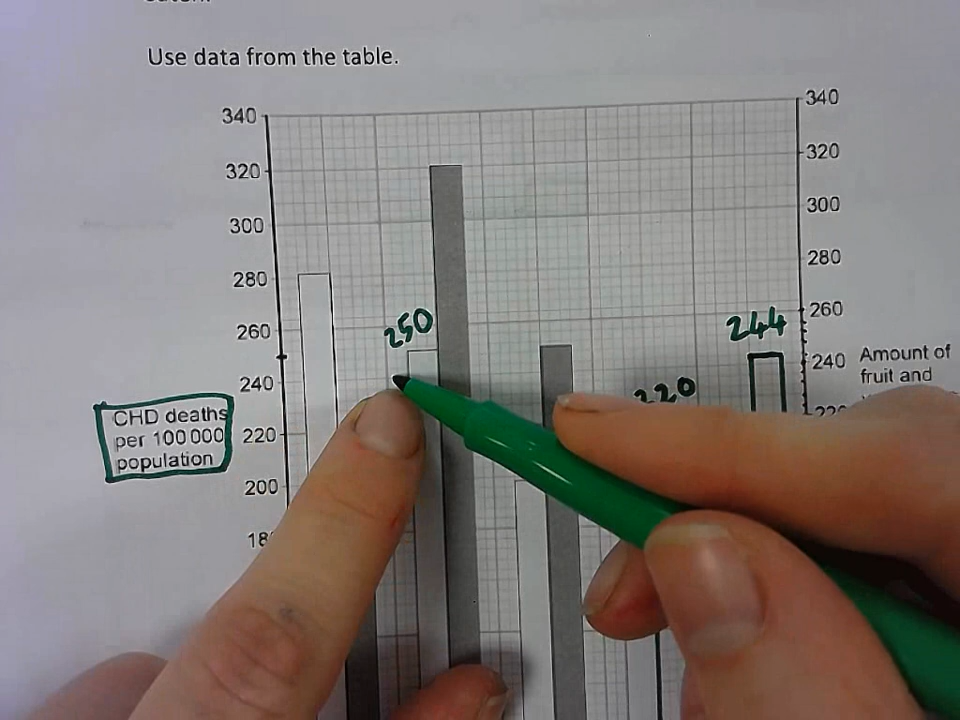 Use data from the table.
340
340
320
320
300
300
280
280
260
260
250
244
240
240
Amount of
fruit and
220
CHD deaths
per 100 000
population
220
200